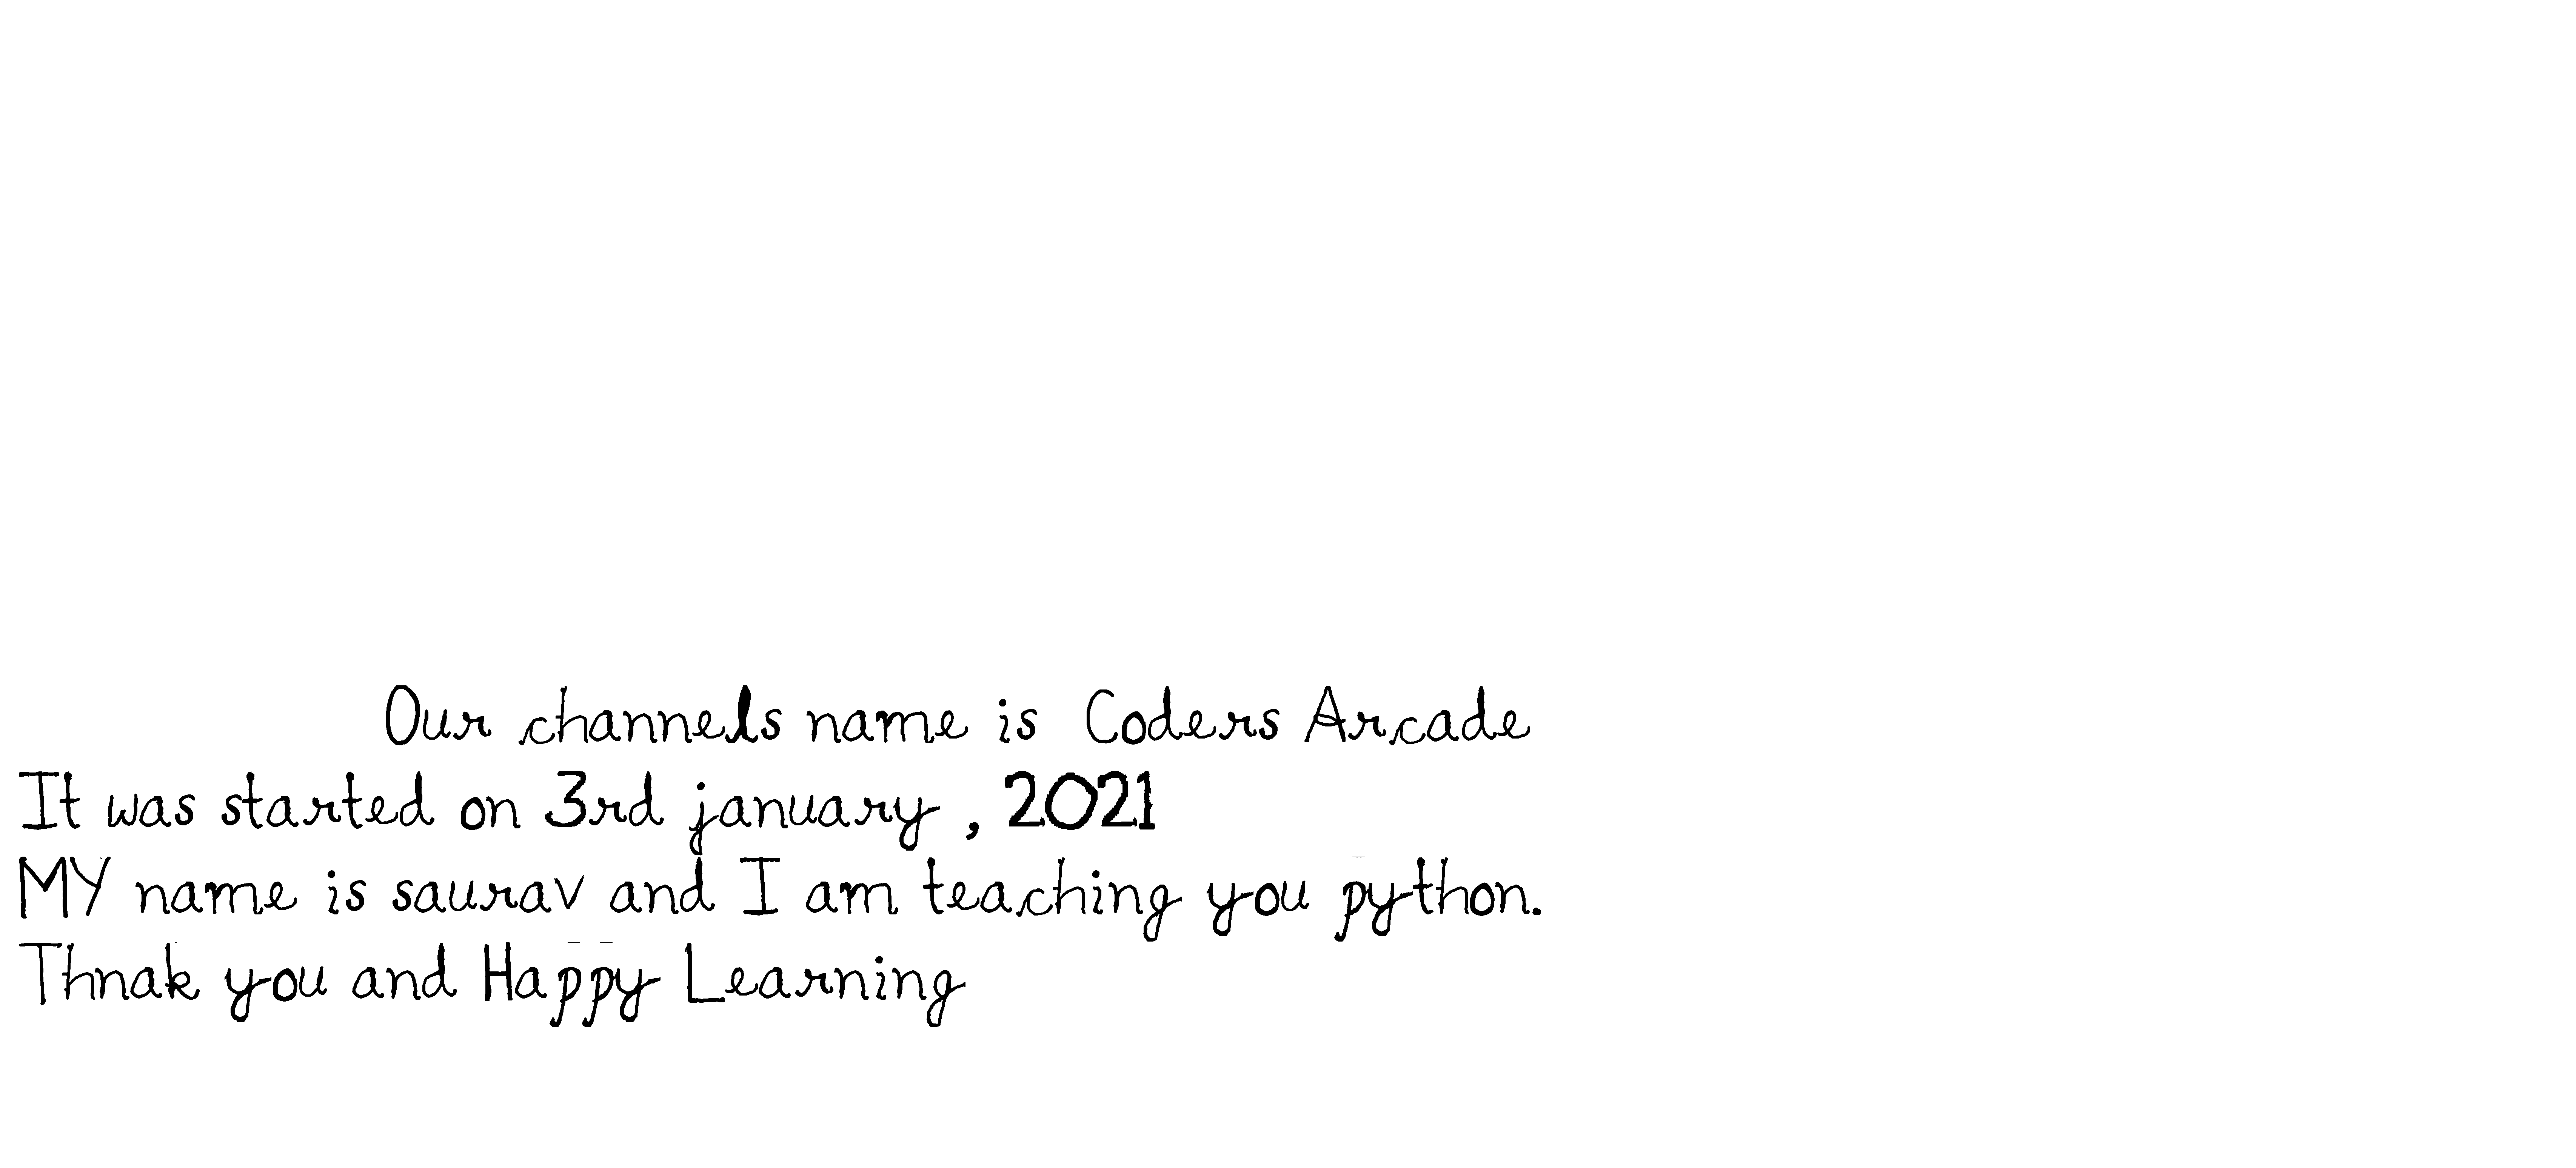 Our channels name is Coders Arcade
It was started on 3rd january , 2021
MY name is saurav and I am teaching you python.
Thnak you and Happy Learning